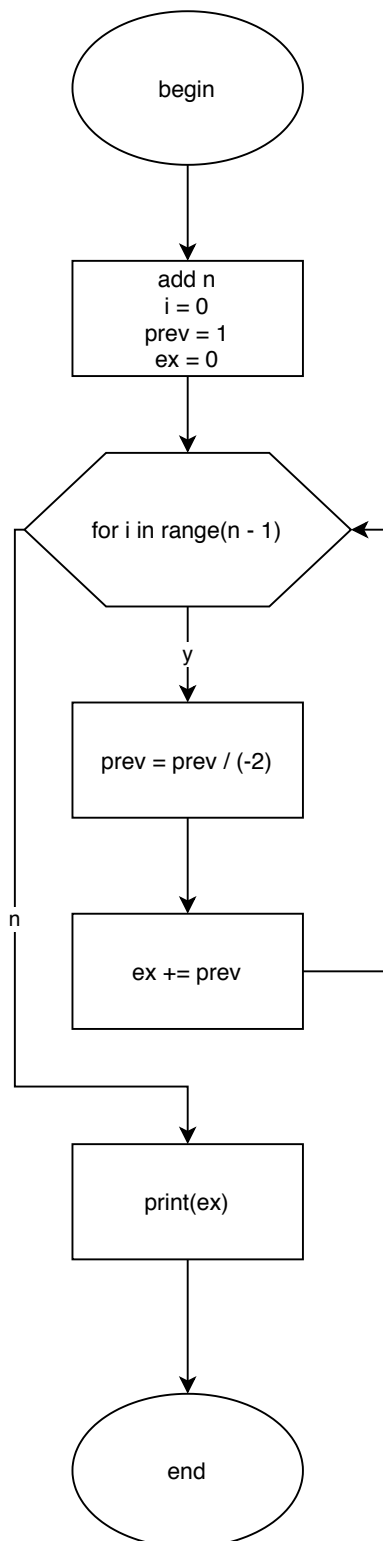 begin
add n
i = 0
prev = 1
ex = 0
for i in range(n - 1)
y
prev = prev / (-2)
n
ex += prev
print(ex)
end